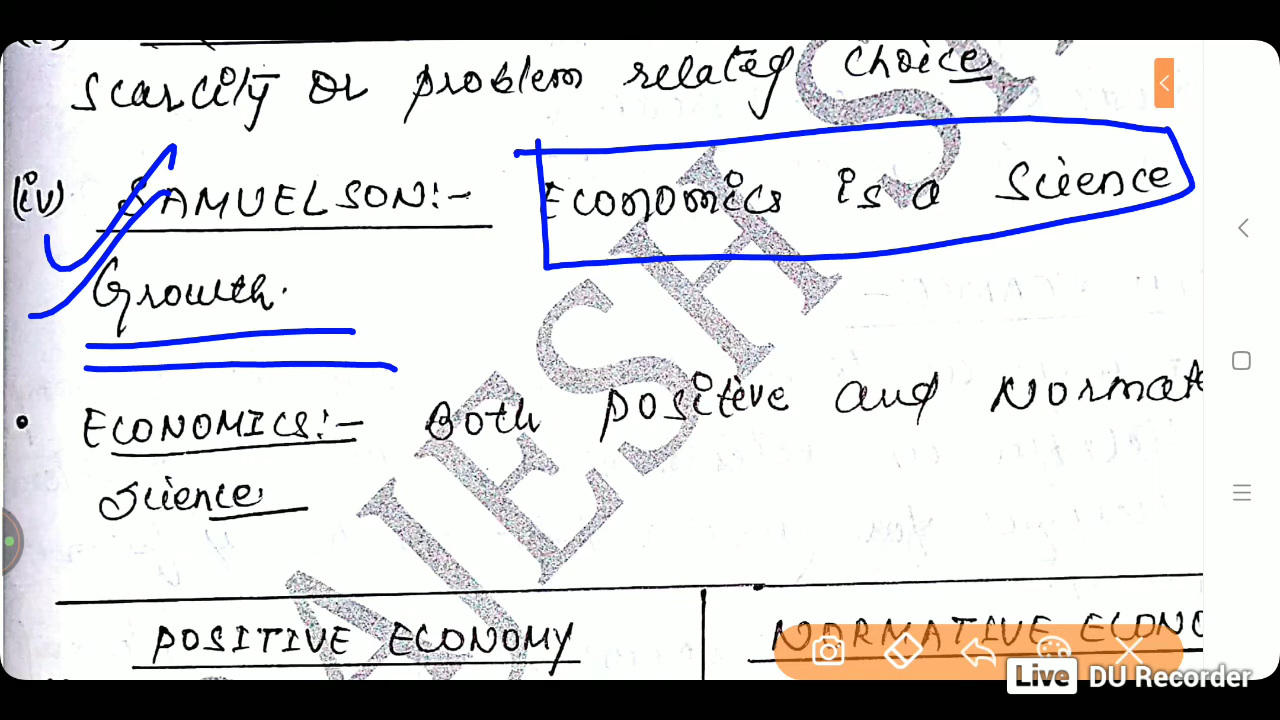 Scarcity or problem related choice
(iv) SAMUELSON:- Economics is a Science
Growth.
• ECONOMICS:- Both positive and Normat
Science
POSITIVE ECONOMY
NORMATIVE ECONO
Live DU Recorder